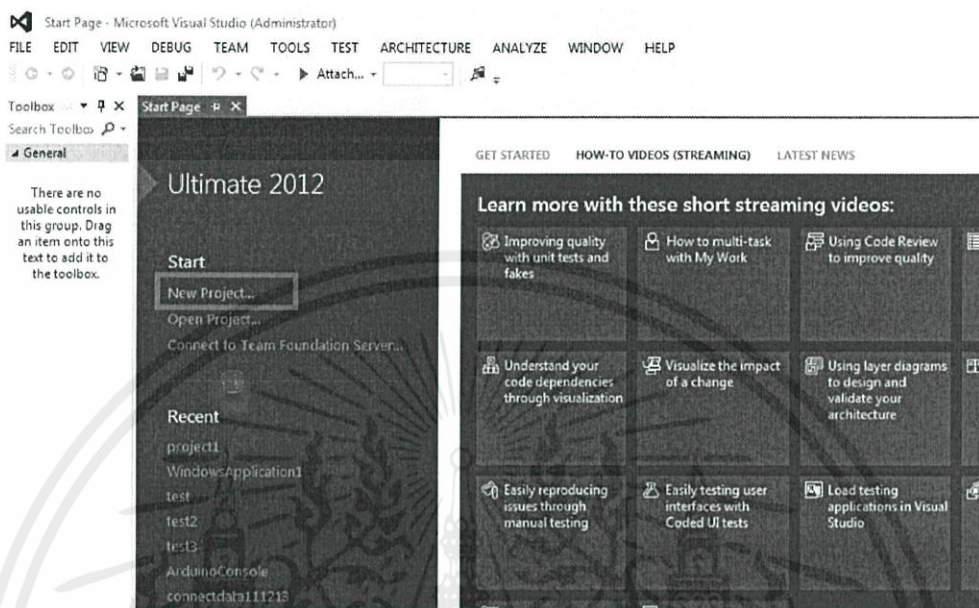 Start Page - Microsoft Visual Studio (Administrator)
FILE EDIT VIEW DEBUG TEAM TOOLS TEST ARCHITECTURE ANALYZE WINDOW HELP
Attach...
Toolbox
Search Toolbox
General
There are no
usable controls in
this group. Drag
an item onto this
text to add it to
the toolbox.
Start Page
Ultimate 2012
Start
New Project...
Open Project...
Connect to Team Foundation Server...
Recent
project1
WindowsApplication1
test
test2
test3
ArduinoConsole
connectdata111213
GET STARTED HOW-TO VIDEOS (STREAMING) LATEST NEWS
Learn more with these short streaming videos:
Improving quality
with unit tests and
fakes
How to multi-task
with My Work
Using Code Review
to improve quality
Understand your
code dependencies
through visualization
Visualize the impact
of a change
Using layer diagrams
to design and
validate your
architecture
Easily reproducing
issues through
manual testing
Easily testing user
interfaces with
Coded UI tests
Load testing
applications in Visual
Studio